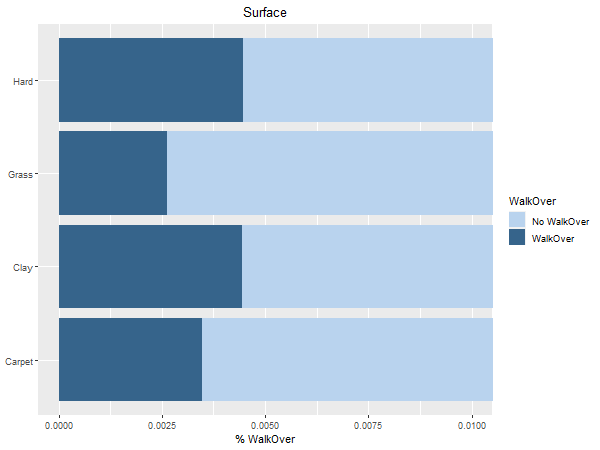 Surface
Hard
Grass
Clay
Carpet
0.0000 0.0025 0.0050 0.0075 0.0100
% WalkOver
WalkOver
No WalkOver
WalkOver